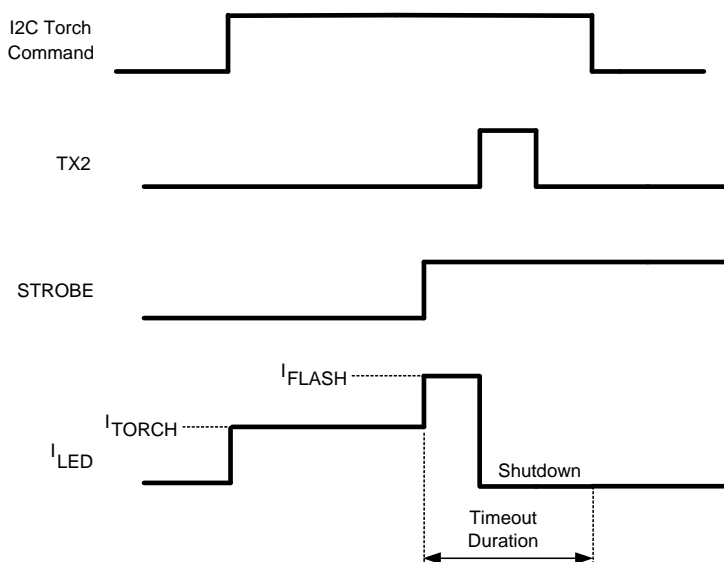 I2C Torch
Command
TX2
STROBE
IFLASH
ITORCH
ILED
Shutdown
Timeout
Duration